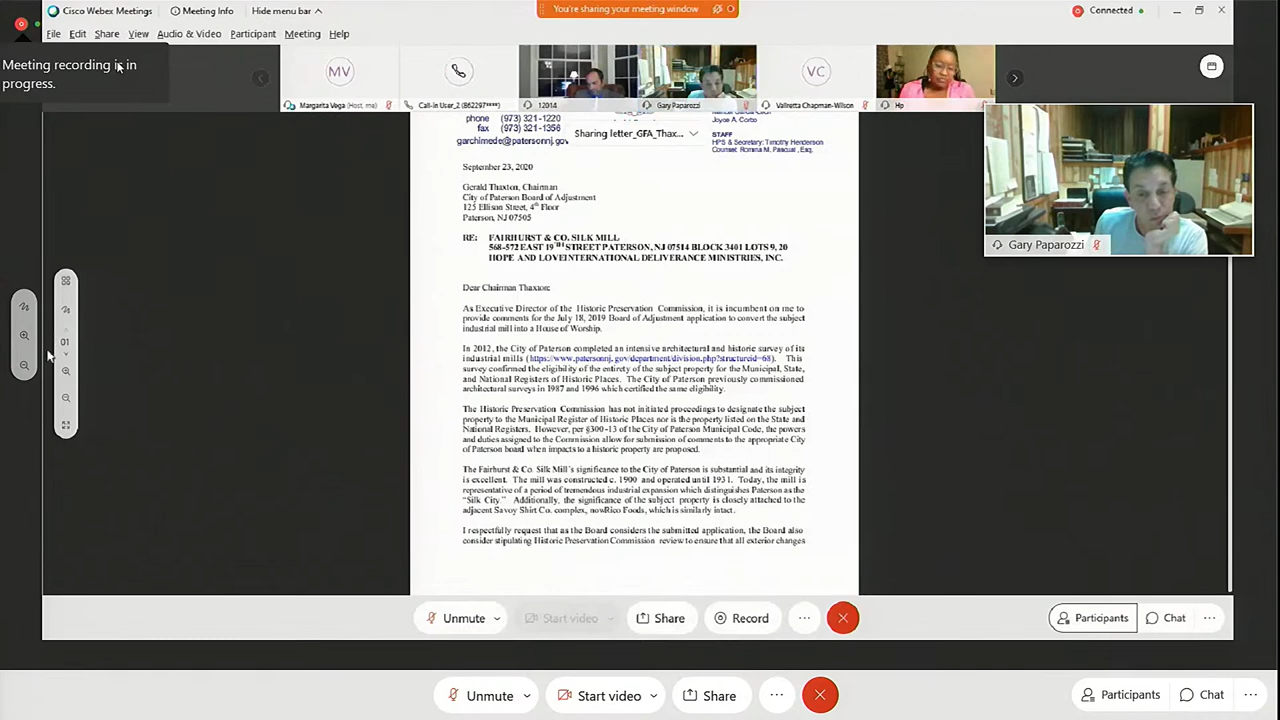 Cisco Webex Meetings
Meeting Info
Hide menu bar
You're sharing your meeting window
Connected
File Edit Share View Audio & Video Participant Meeting Help
Meeting recording is in
progress.
MV
VC
Margarita Vega (Host, me)
Call-in User_2 (862297****)
12014
Gary Paparozzi
Vallretta Chapman-Wilson
Ho
phone (973) 321-1220
fax (973) 321-1356
garchimede@patersonnj.gov
Sharing letter_GFA_Thax...
Joyce A. Corbo
STAFF
HPS & Secretary: Timothy Henderson
Counsel: Romina M. Pascual, Esq.
Gary Paparozzi
September 23, 2020
Gerald Thaxton, Chairman
City of Paterson Board of Adjustment
125 Ellison Street, 4th Floor
Paterson, NJ 07505
RE: FAIRHURST & CO. SILK MILL
568-572 EAST 19TH STREET PATERSON, NJ 07514 BLOCK 3401 LOTS 9, 20
HOPE AND LOVEINTERNATIONAL DELIVERANCE MINISTRIES, INC.
Dear Chairman Thaxton:
As Executive Director of the Historic Preservation Commission, it is incumbent on me to
provide comments for the July 18, 2019 Board of Adjustment application to convert the subject
industrial mill into a House of Worship.
In 2012, the City of Paterson completed an intensive architectural and historic survey of its
industrial mills (https://www.patersonnj.gov/department/division.php?structureid=68). This
survey confirmed the eligibility of the entirety of the subject property for the Municipal, State,
and National Registers of Historic Places. The City of Paterson previously commissioned
architectural surveys in 1987 and 1996 which certified the same eligibility.
The Historic Preservation Commission has not initiated proceedings to designate the subject
property to the Municipal Register of Historic Places nor is the property listed on the State and
National Registers. However, per §300-13 of the City of Paterson Municipal Code, the powers
and duties assigned to the Commission allow for submission of comments to the appropriate City
of Paterson board when impacts to a historic property are proposed.
The Fairhurst & Co. Silk Mill's significance to the City of Paterson is substantial and its integrity
is excellent. The mill was constructed c. 1900 and operated until 1931. Today, the mill is
representative of a period of tremendous industrial expansion which distinguishes Paterson as the
"Silk City." Additionally, the significance of the subject property is closely attached to the
adjacent Savoy Shirt Co. complex, nowRico Foods, which is similarly intact.
I respectfully request that as the Board considers the submitted application, the Board also
consider stipulating Historic Preservation Commission review to ensure that all exterior changes
01
Unmute
Start video
Share
Record
Participants
Chat
Unmute
Start video
Share
Participants
Chat